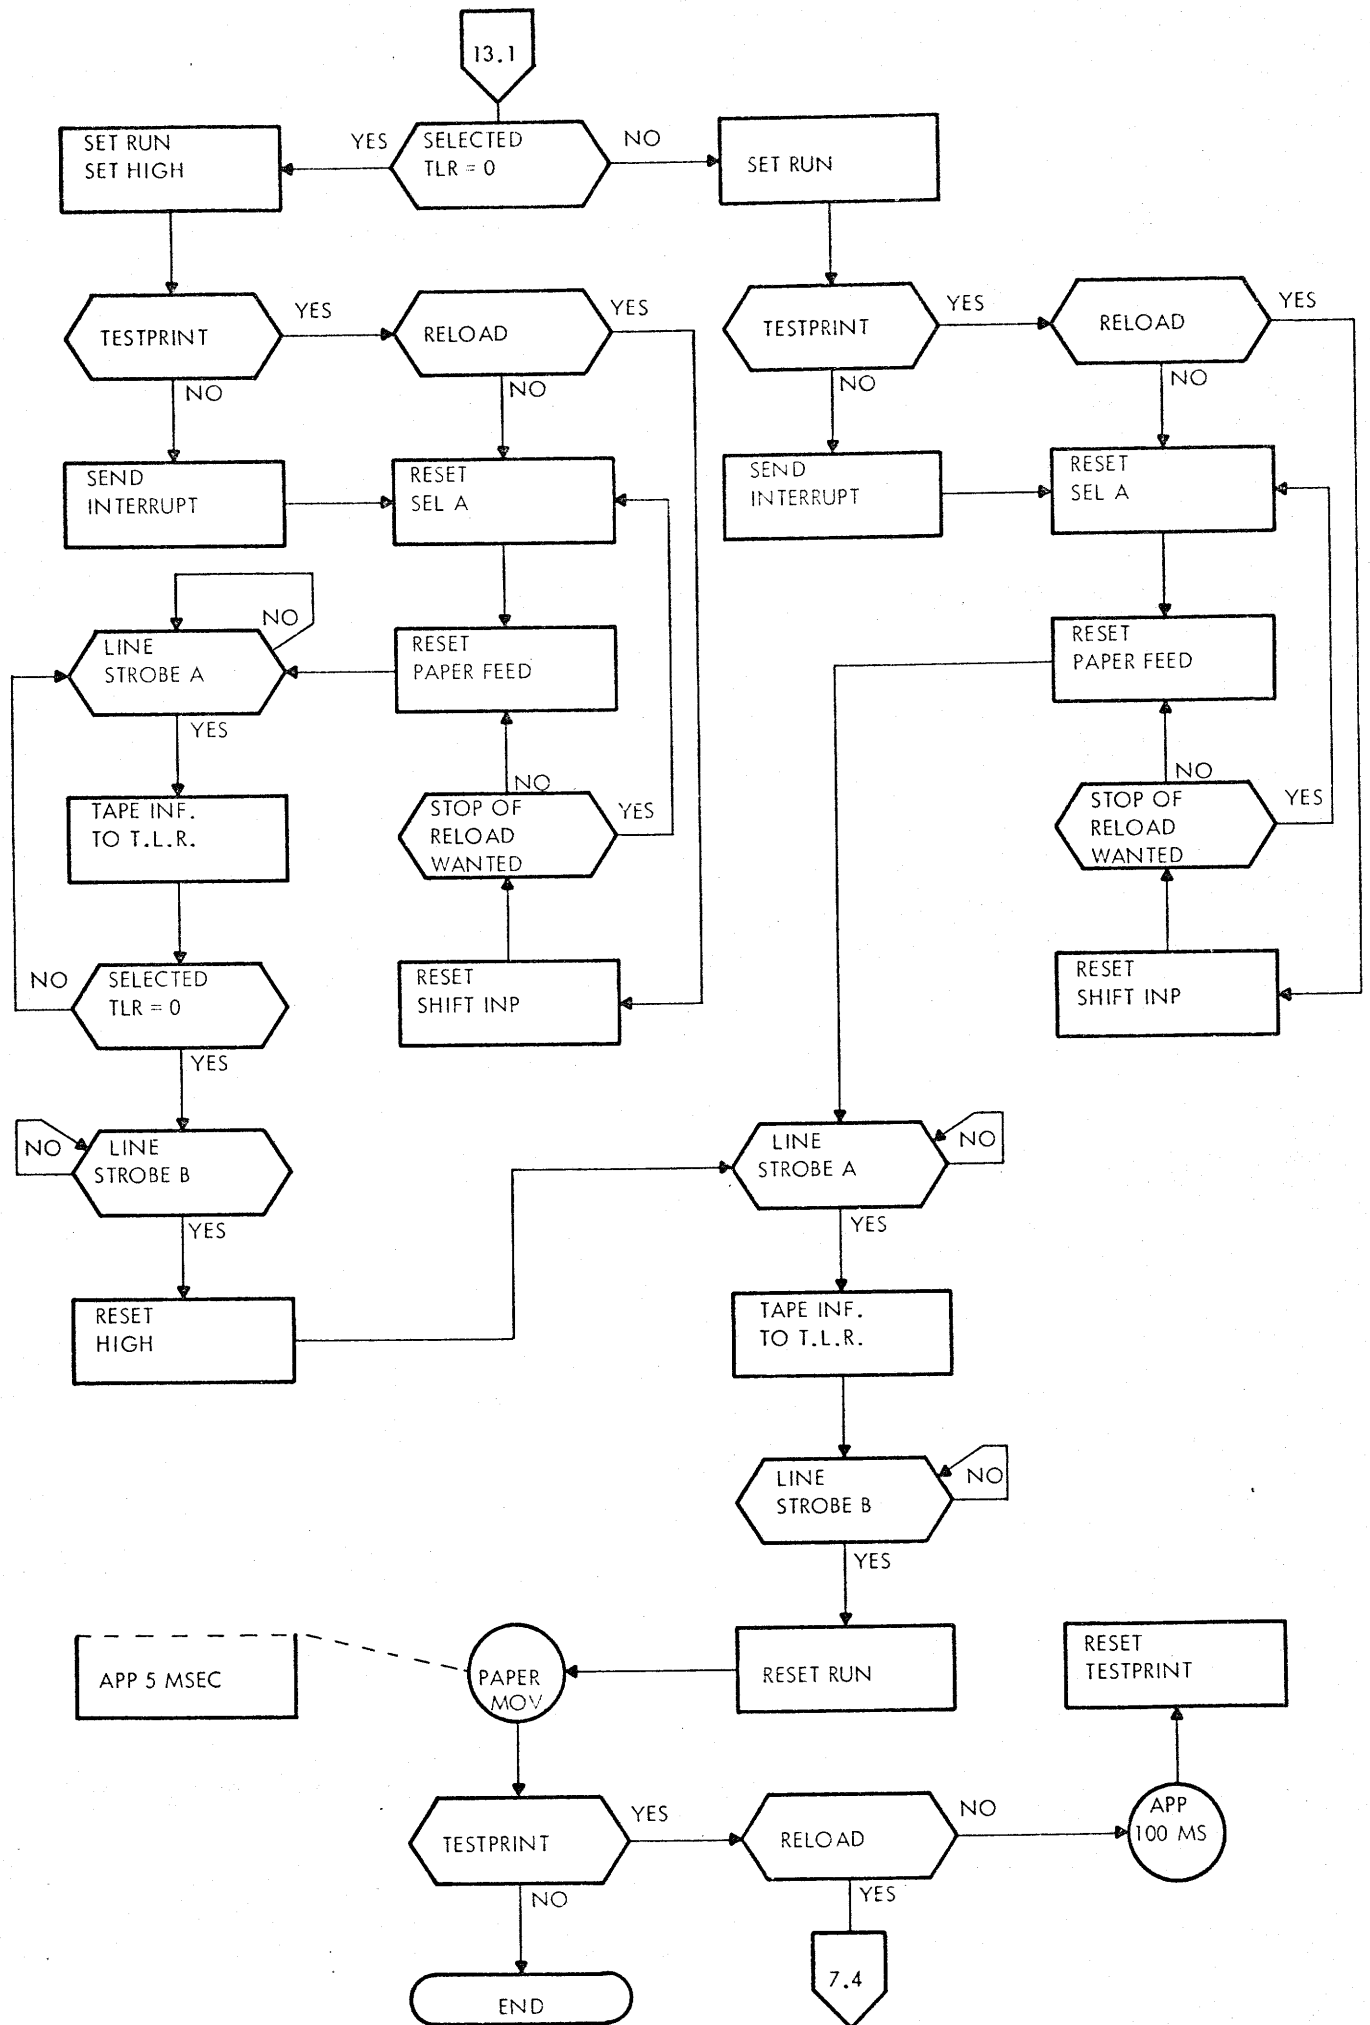 13.1
SET RUN
SET HIGH
YES
SELECTED
TLR = 0
NO
SET RUN
TESTPRINT
YES
RELOAD
YES
NO
NO
TESTPRINT
YES
RELOAD
YES
NO
NO
SEND
INTERRUPT
RESET
SEL A
SEND
INTERRUPT
RESET
SEL A
NO
LINE
STROBE A
YES
RESET
PAPER FEED
RESET
PAPER FEED
TAPE INF.
TO T.L.R.
NO
STOP OF
RELOAD
WANTED
YES
NO
STOP OF
RELOAD
WANTED
YES
NO
SELECTED
TLR = 0
YES
RESET
SHIFT INP
RESET
SHIFT INP
NO
LINE
STROBE B
YES
LINE
STROBE A
NO
YES
RESET
HIGH
TAPE INF.
TO T.L.R.
LINE
STROBE B
NO
YES
APP 5 MSEC
PAPER
MOV
RESET RUN
RESET
TESTPRINT
TESTPRINT
YES
RELOAD
NO
APP
100 MS
NO
YES
END
7.4